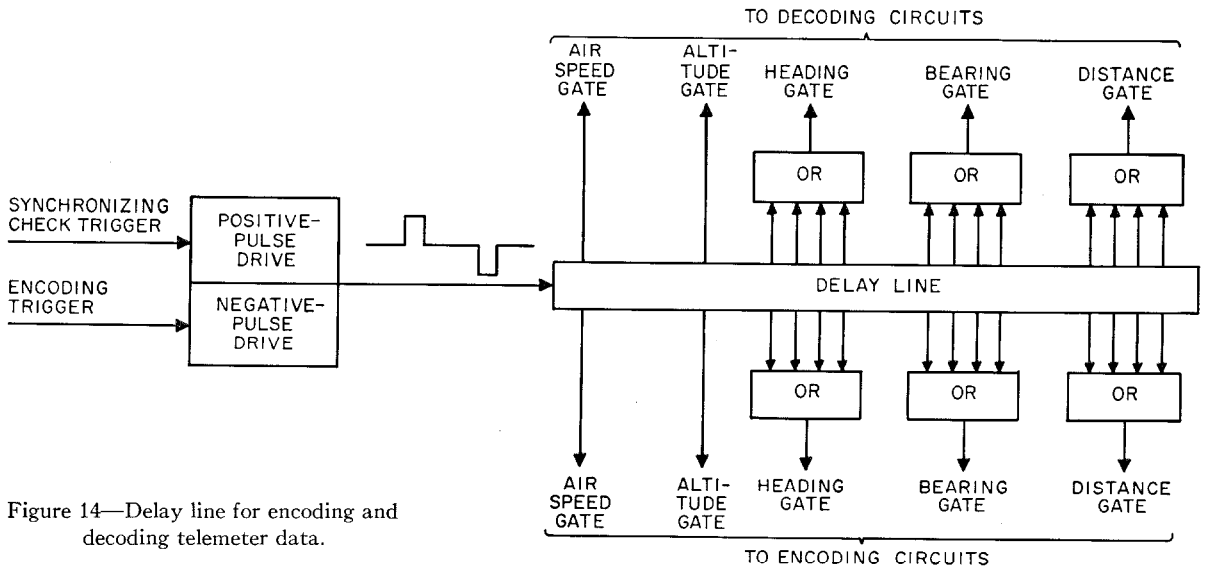 TO DECODING CIRCUITS
AIR
SPEED
GATE
ALTI-
TUDE
GATE
HEADING
GATE
BEARING
GATE
DISTANCE
GATE
OR
OR
OR
SYNCHRONIZING
CHECK TRIGGER
POSITIVE-
PULSE
DRIVE
ENCODING
TRIGGER
NEGATIVE-
PULSE
DRIVE
DELAY LINE
OR
OR
OR
AIR
SPEED
GATE
ALTI-
TUDE
GATE
HEADING
GATE
BEARING
GATE
DISTANCE
GATE
TO ENCODING CIRCUITS
Figure 14—Delay line for encoding and
decoding telemeter data.